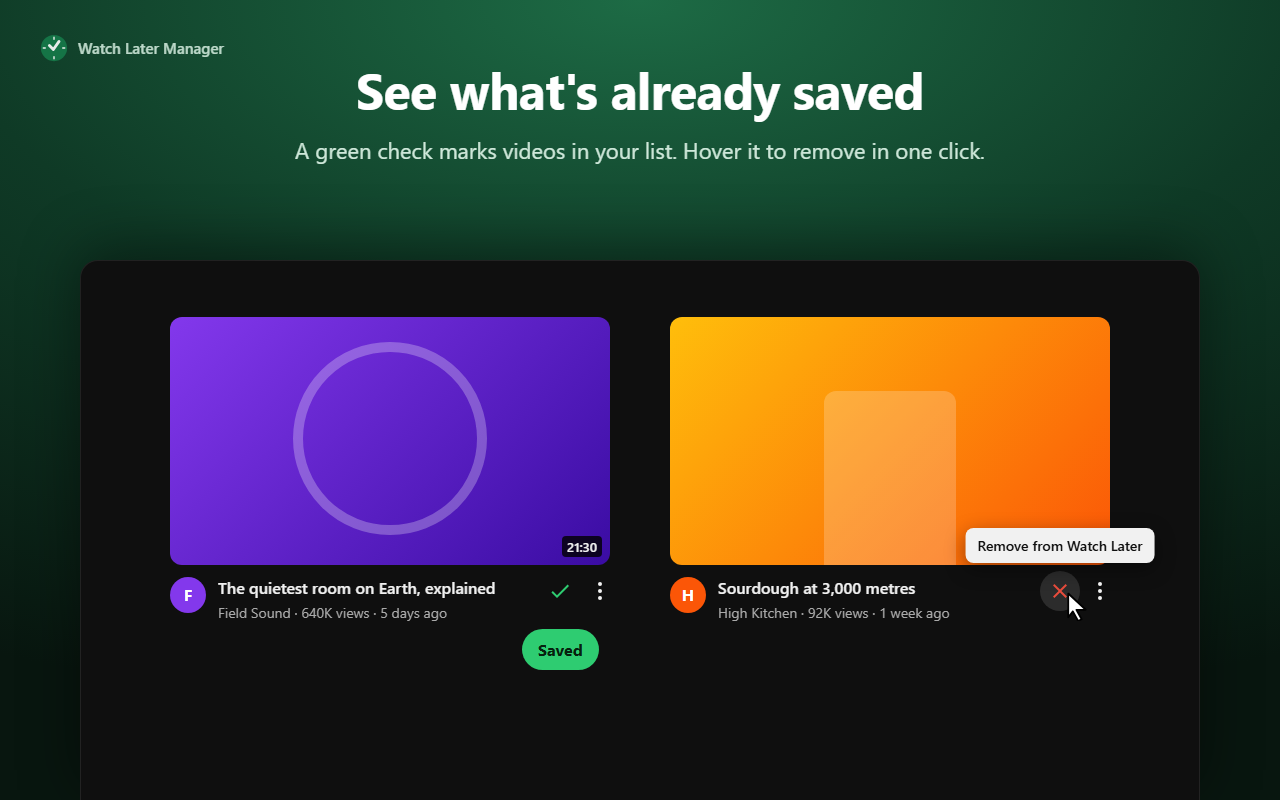 Watch Later Manager
See what's already saved
A green check marks videos in your list. Hover it to remove in one click.
21:30
F
The quietest room on Earth, explained
Field Sound · 640K views · 5 days ago
Saved
Remove from Watch Later
H
Sourdough at 3,000 metres
High Kitchen · 92K views · 1 week ago